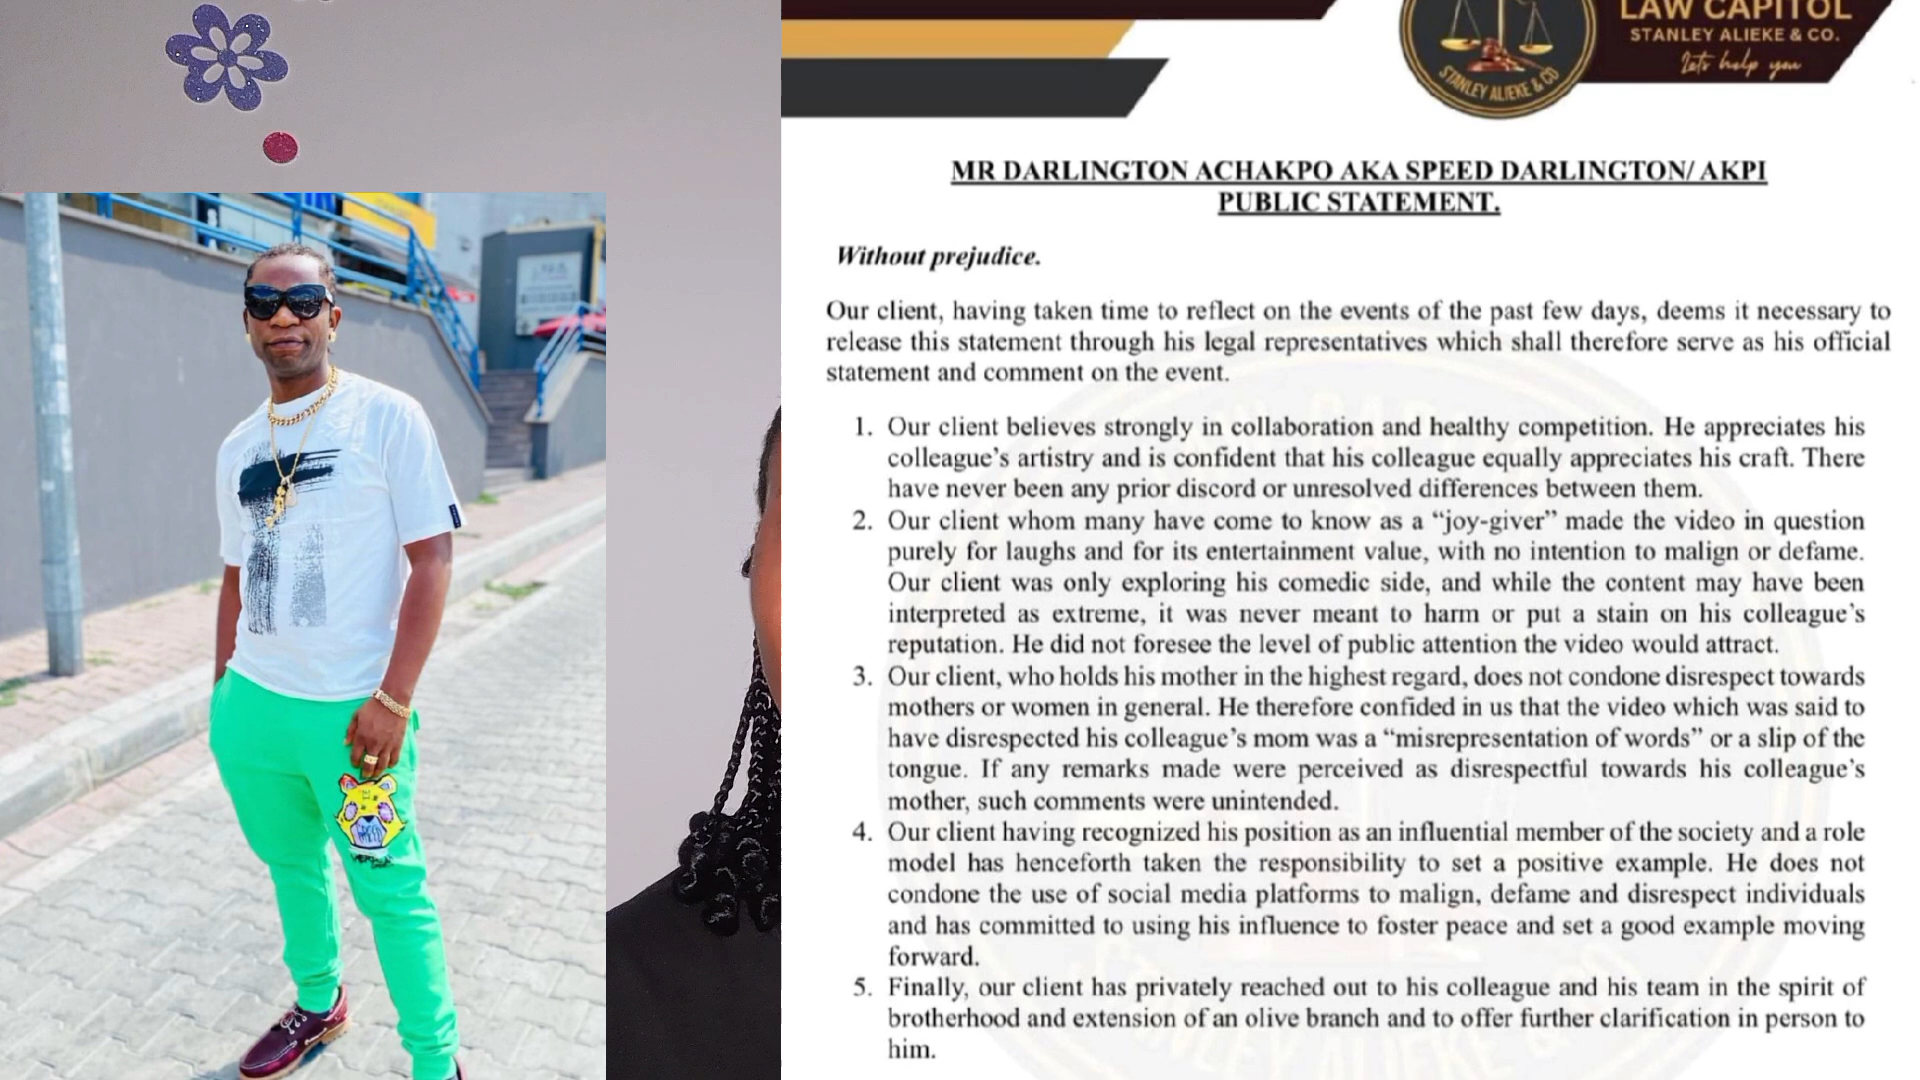 LAW CAPITOL
STANLEY ALIEKE & CO.
Let's help you
STANLEY ALIEKE & CO
MR DARLINGTON ACHAKPO AKA SPEED DARLINGTON/ AKPI
PUBLIC STATEMENT.
Without prejudice.
Our client, having taken time to reflect on the events of the past few days, deems it necessary to
release this statement through his legal representatives which shall therefore serve as his official
statement and comment on the event.
1. Our client believes strongly in collaboration and healthy competition. He appreciates his
colleague's artistry and is confident that his colleague equally appreciates his craft. There
have never been any prior discord or unresolved differences between them.
2. Our client whom many have come to know as a “joy-giver” made the video in question
purely for laughs and for its entertainment value, with no intention to malign or defame.
Our client was only exploring his comedic side, and while the content may have been
interpreted as extreme, it was never meant to harm or put a stain on his colleague's
reputation. He did not foresee the level of public attention the video would attract.
3. Our client, who holds his mother in the highest regard, does not condone disrespect towards
mothers or women in general. He therefore confided in us that the video which was said to
have disrespected his colleague's mom was a “misrepresentation of words” or a slip of the
tongue. If any remarks made were perceived as disrespectful towards his colleague's
mother, such comments were unintended.
4. Our client having recognized his position as an influential member of the society and a role
model has henceforth taken the responsibility to set a positive example. He does not
condone the use of social media platforms to malign, defame and disrespect individuals
and has committed to using his influence to foster peace and set a good example moving
forward.
5. Finally, our client has privately reached out to his colleague and his team in the spirit of
brotherhood and extension of an olive branch and to offer further clarification in person to
him.